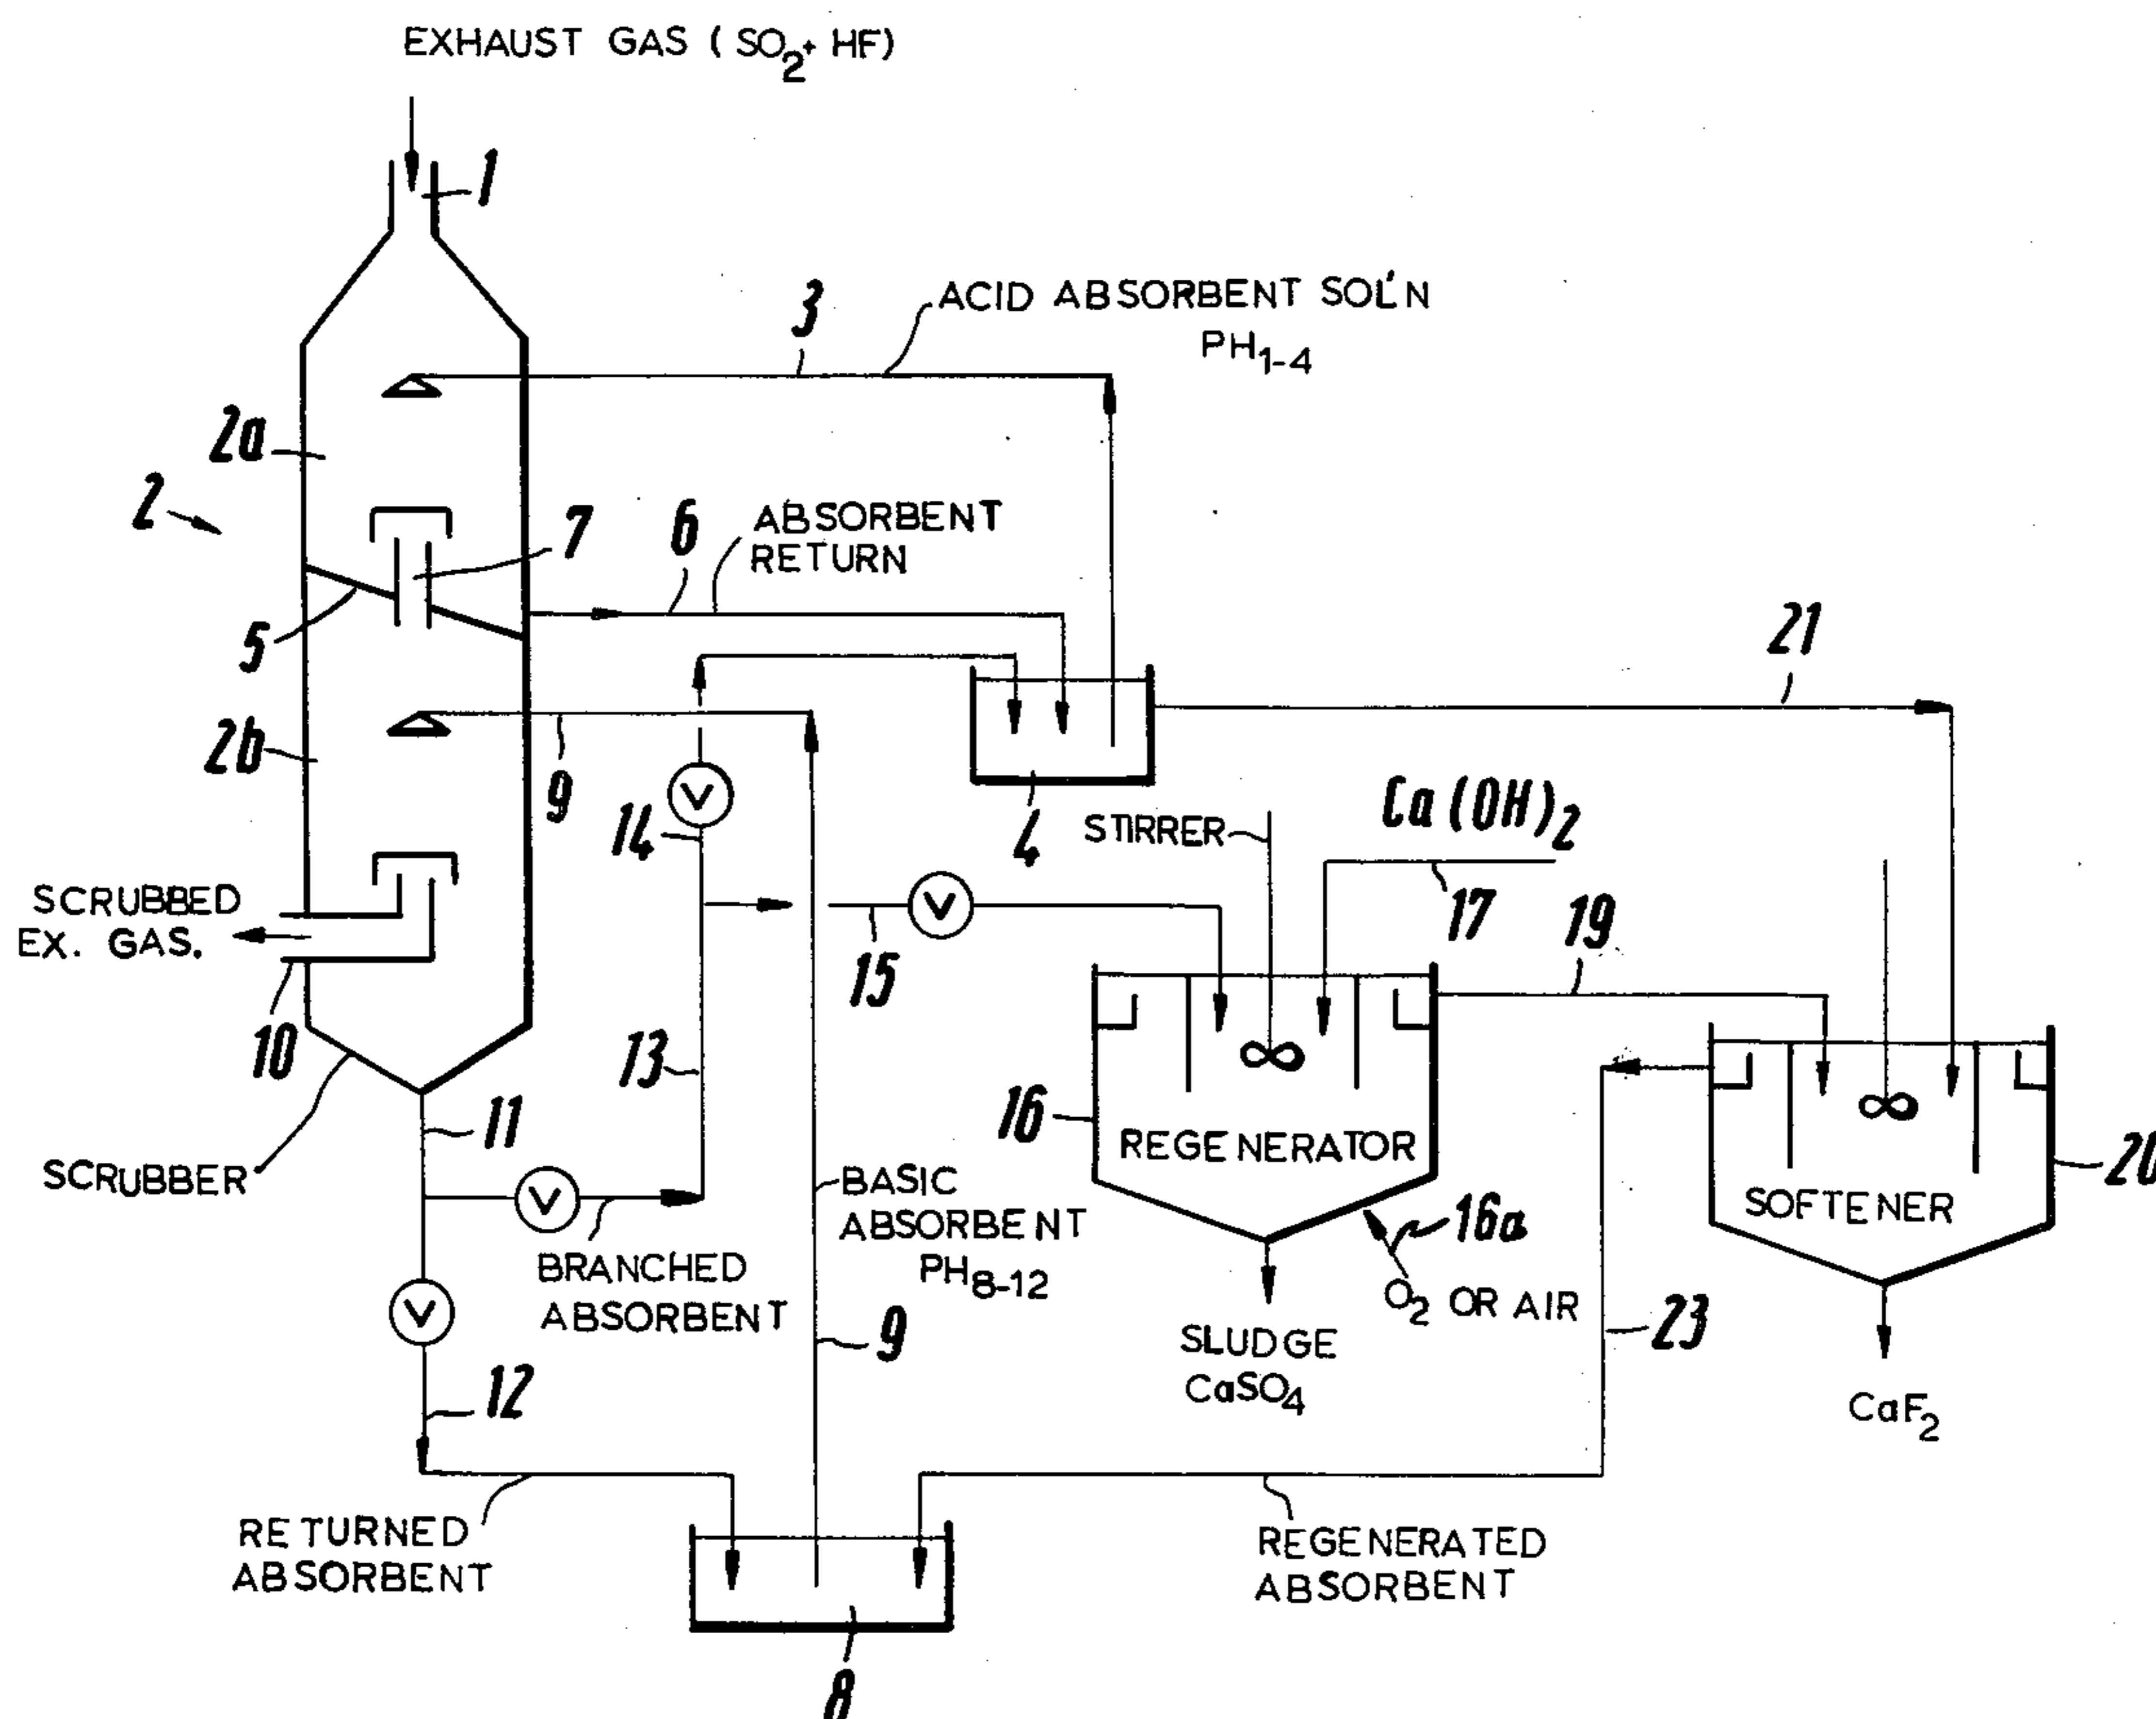 EXHAUST GAS ( SO2+ HF)
1
3
ACID ABSORBENT SOL'N
PH1-4
2a
2
7
6
ABSORBENT
RETURN
5
21
2b
9
14
4
STIRRER
Ca(OH)2
SCRUBBED
EX. GAS.
15
17
19
10
13
16
REGENERATOR
11
SCRUBBER
BASIC
ABSORBENT
PH8-12
16a
20
SOFTENER
BRANCHED
ABSORBENT
O2 OR AIR
9
SLUDGE
CaSO4
23
12
CaF2
RETURNED
ABSORBENT
REGENERATED
ABSORBENT
8
V
V
V
V